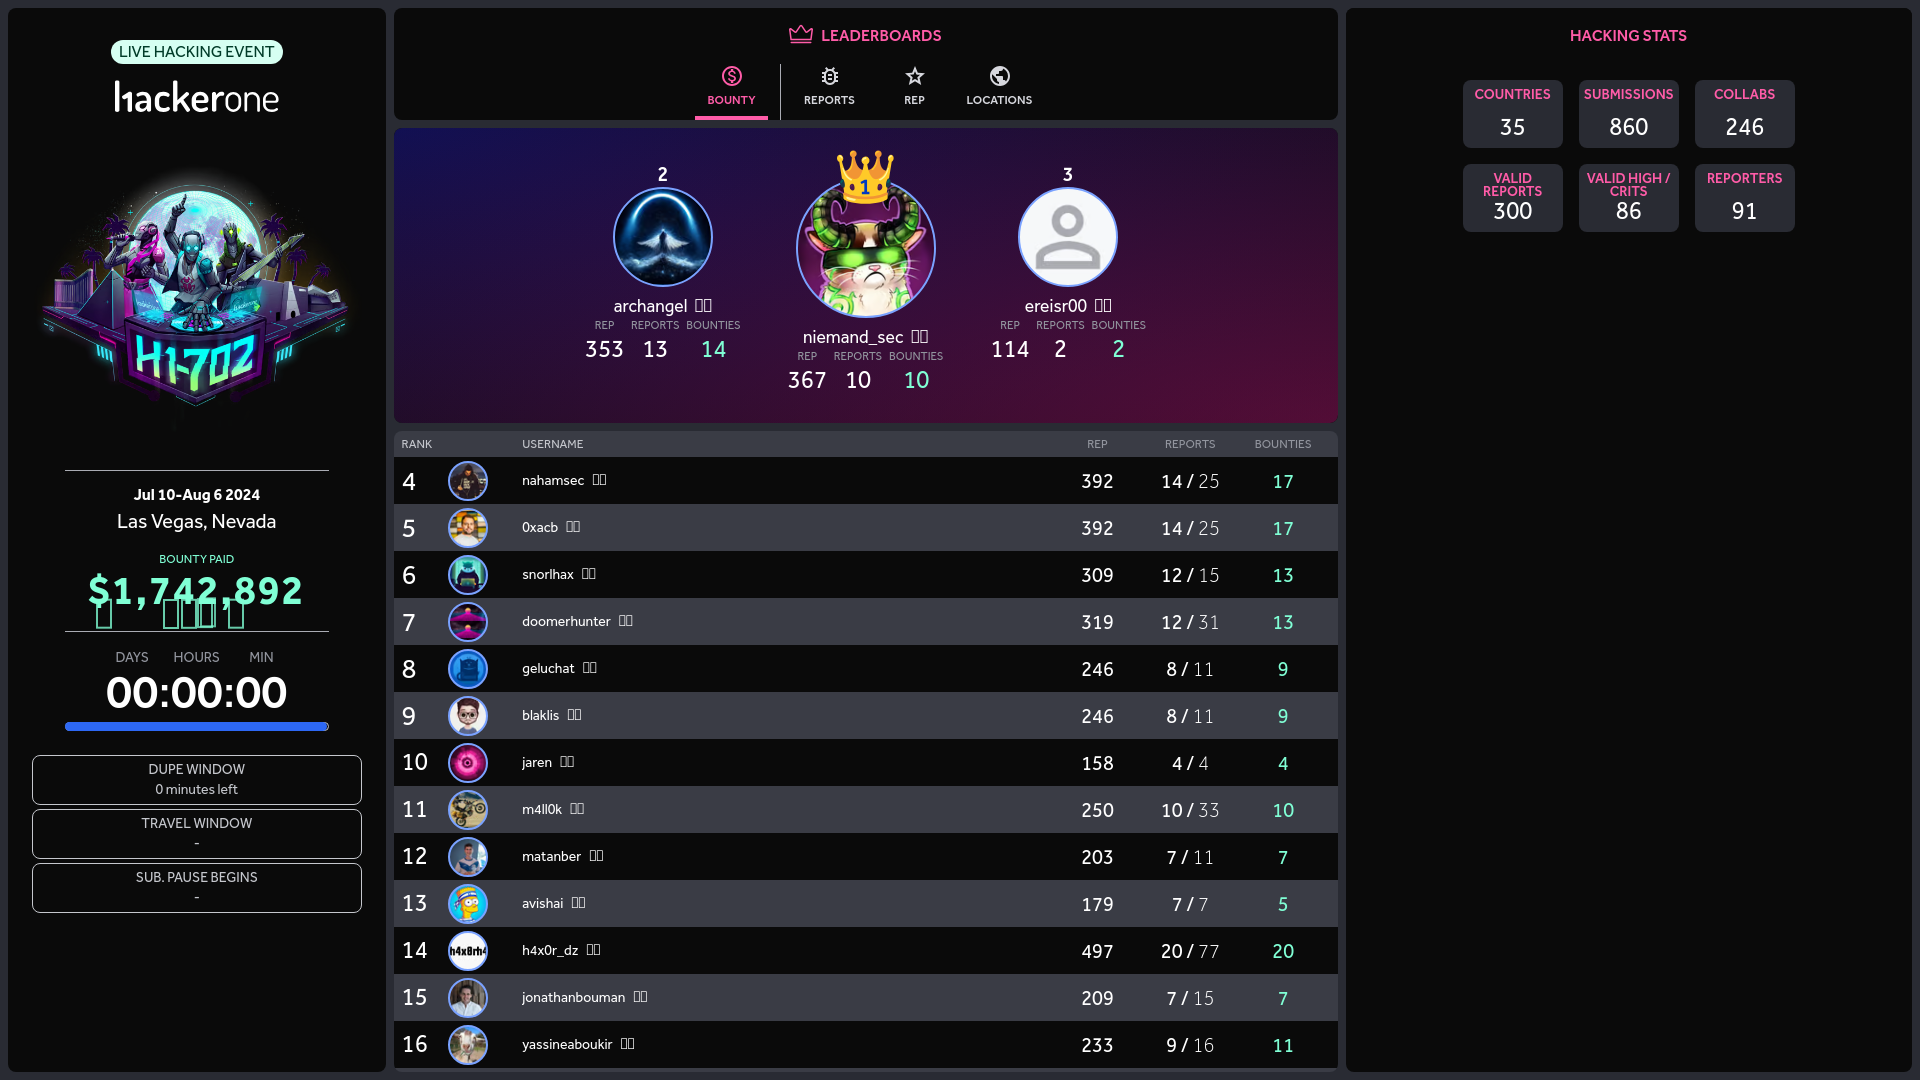 LIVE HACKING EVENT
hackerone
H1-702
Jul 10-Aug 6 2024
Las Vegas, Nevada
BOUNTY PAID
$1,742,892
DAYS HOURS MIN
00:00:00
DUPE WINDOW
0 minutes left
TRAVEL WINDOW
-
SUB. PAUSE BEGINS
-
LEADERBOARDS
BOUNTY REPORTS REP LOCATIONS
2
archangel
REP REPORTS BOUNTIES
353 13 14
1
niemand_sec
REP REPORTS BOUNTIES
367 10 10
3
ereisr00
REP REPORTS BOUNTIES
114 2 2
RANK USERNAME REP REPORTS BOUNTIES
4 nahamsec 392 14 / 25 17
5 0xacb 392 14 / 25 17
6 snorlhax 309 12 / 15 13
7 doomerhunter 319 12 / 31 13
8 geluchat 246 8 / 11 9
9 blaklis 246 8 / 11 9
10 jaren 158 4 / 4 4
11 m4ll0k 250 10 / 33 10
12 matanber 203 7 / 11 7
13 avishai 179 7 / 7 5
14 h4x0r_dz 497 20 / 77 20
15 jonathanbouman 209 7 / 15 7
16 yassineaboukir 233 9 / 16 11
HACKING STATS
COUNTRIES
35
SUBMISSIONS
860
COLLABS
246
VALID
REPORTS
300
VALID HIGH /
CRITS
86
REPORTERS
91